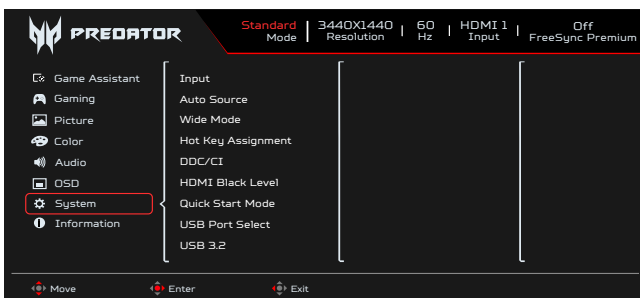 PREDATOR
Standard Mode
3440X1440 Resolution
60 Hz
HDMI 1 Input
Off FreeSync Premium
Game Assistant
Gaming
Picture
Color
Audio
OSD
System
Information
Input
Auto Source
Wide Mode
Hot Key Assignment
DDC/CI
HDMI Black Level
Quick Start Mode
USB Port Select
USB 3.2
Move
Enter
Exit